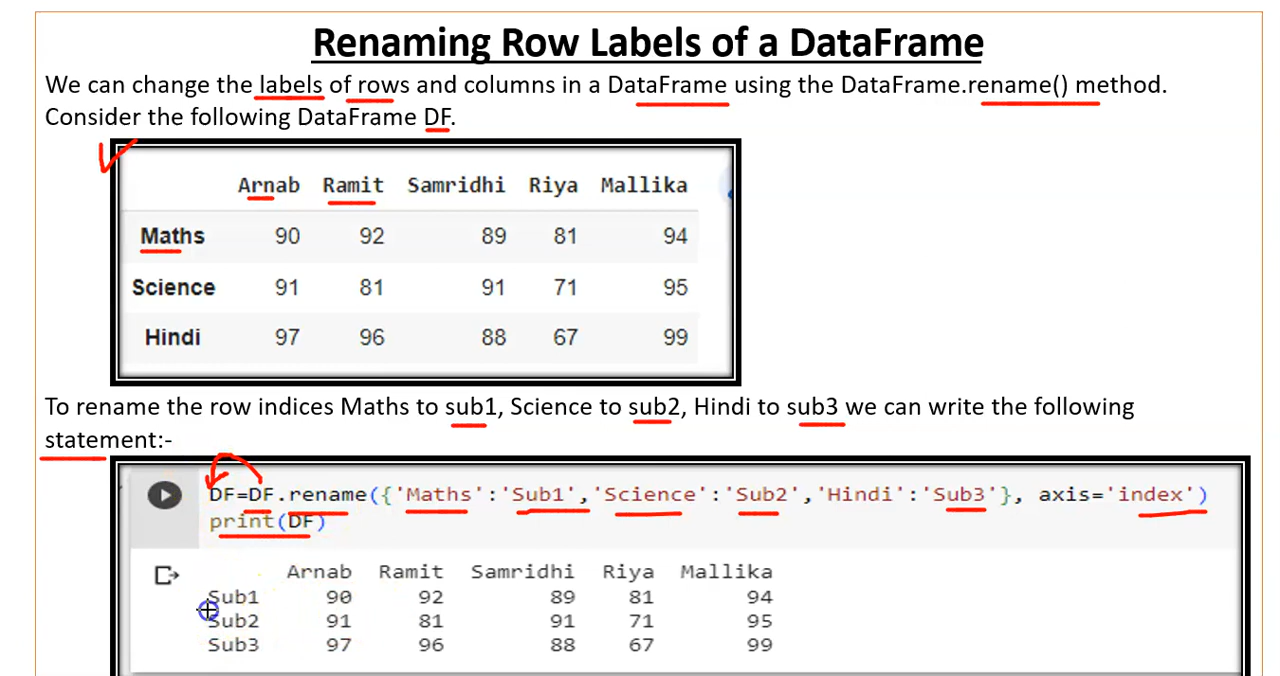 Renaming Row Labels of a DataFrame
We can change the labels of rows and columns in a DataFrame using the DataFrame.rename() method.
Consider the following DataFrame DF.
Arnab Ramit Samridhi Riya Mallika
Maths 90 92 89 81 94
Science 91 81 91 71 95
Hindi 97 96 88 67 99
To rename the row indices Maths to sub1, Science to sub2, Hindi to sub3 we can write the following
statement:-
DF=DF.rename({'Maths':'Sub1','Science':'Sub2','Hindi':'Sub3'}, axis='index')
print(DF)
Arnab Ramit Samridhi Riya Mallika
Sub1 90 92 89 81 94
Sub2 91 81 91 71 95
Sub3 97 96 88 67 99